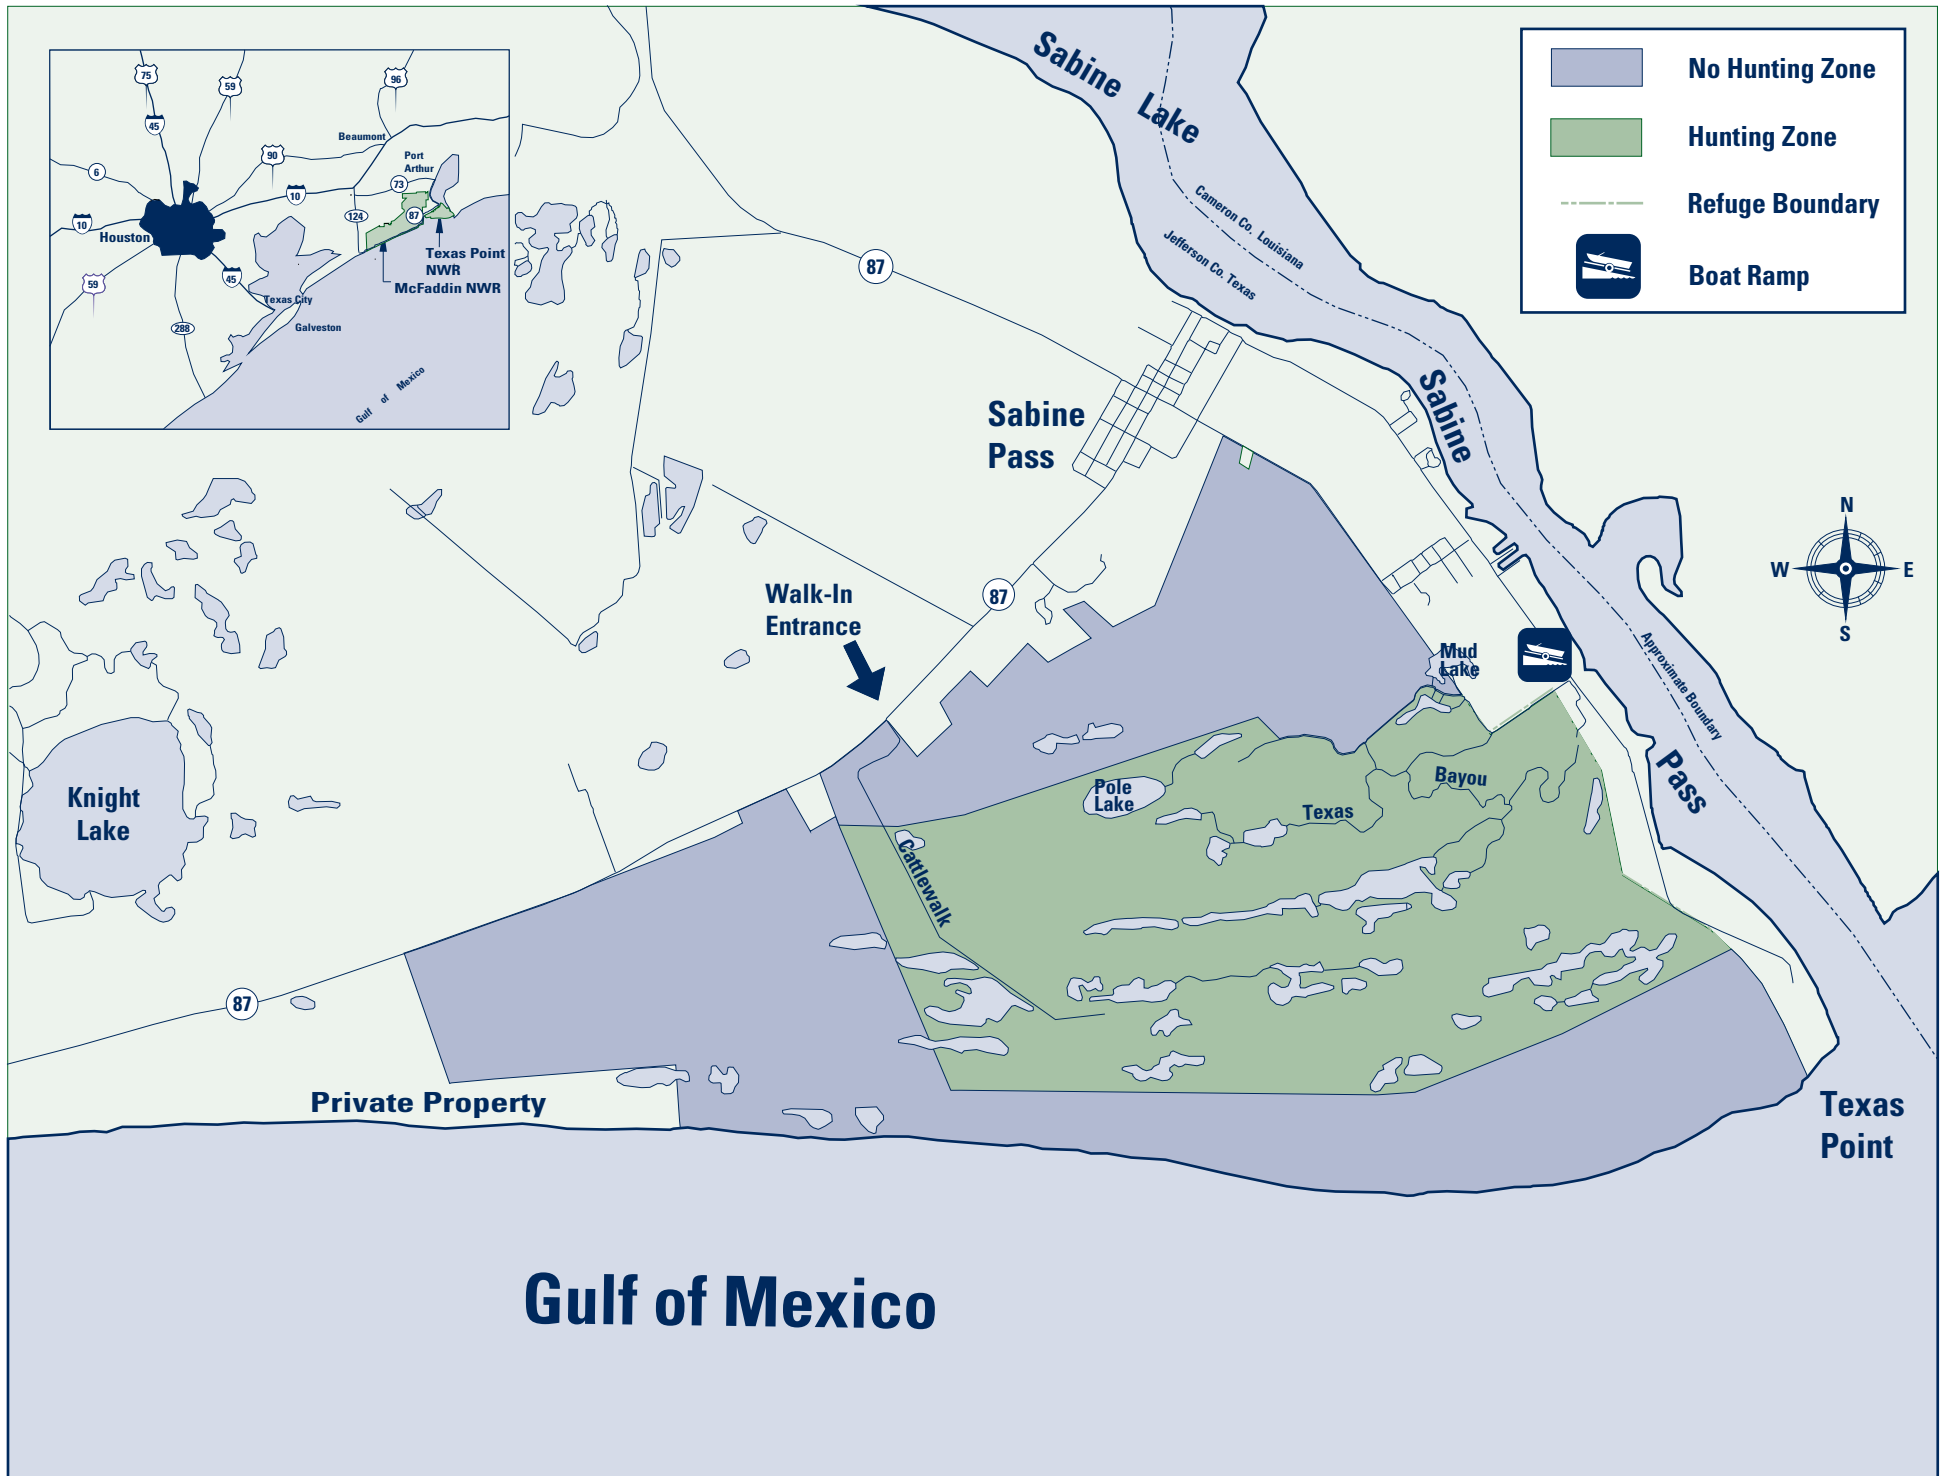 75
59
96
45
Beaumont
90
Port
Arthur
6
73
10
124
87
10
Houston
Texas Point
NWR
McFaddin NWR
59
45
Texas City
288
Galveston
Gulf of Mexico
Sabine Lake
No Hunting Zone
Hunting Zone
Refuge Boundary
Boat Ramp
Cameron Co. Louisiana
Jefferson Co. Texas
87
Sabine
Pass
Sabine
Pass
N
W
E
S
Walk-In
Entrance
87
Mud
Lake
Approximate Boundary
Knight
Lake
Pole
Lake
Bayou
Texas
Cattlewalk
87
Private Property
Texas
Point
Gulf of Mexico